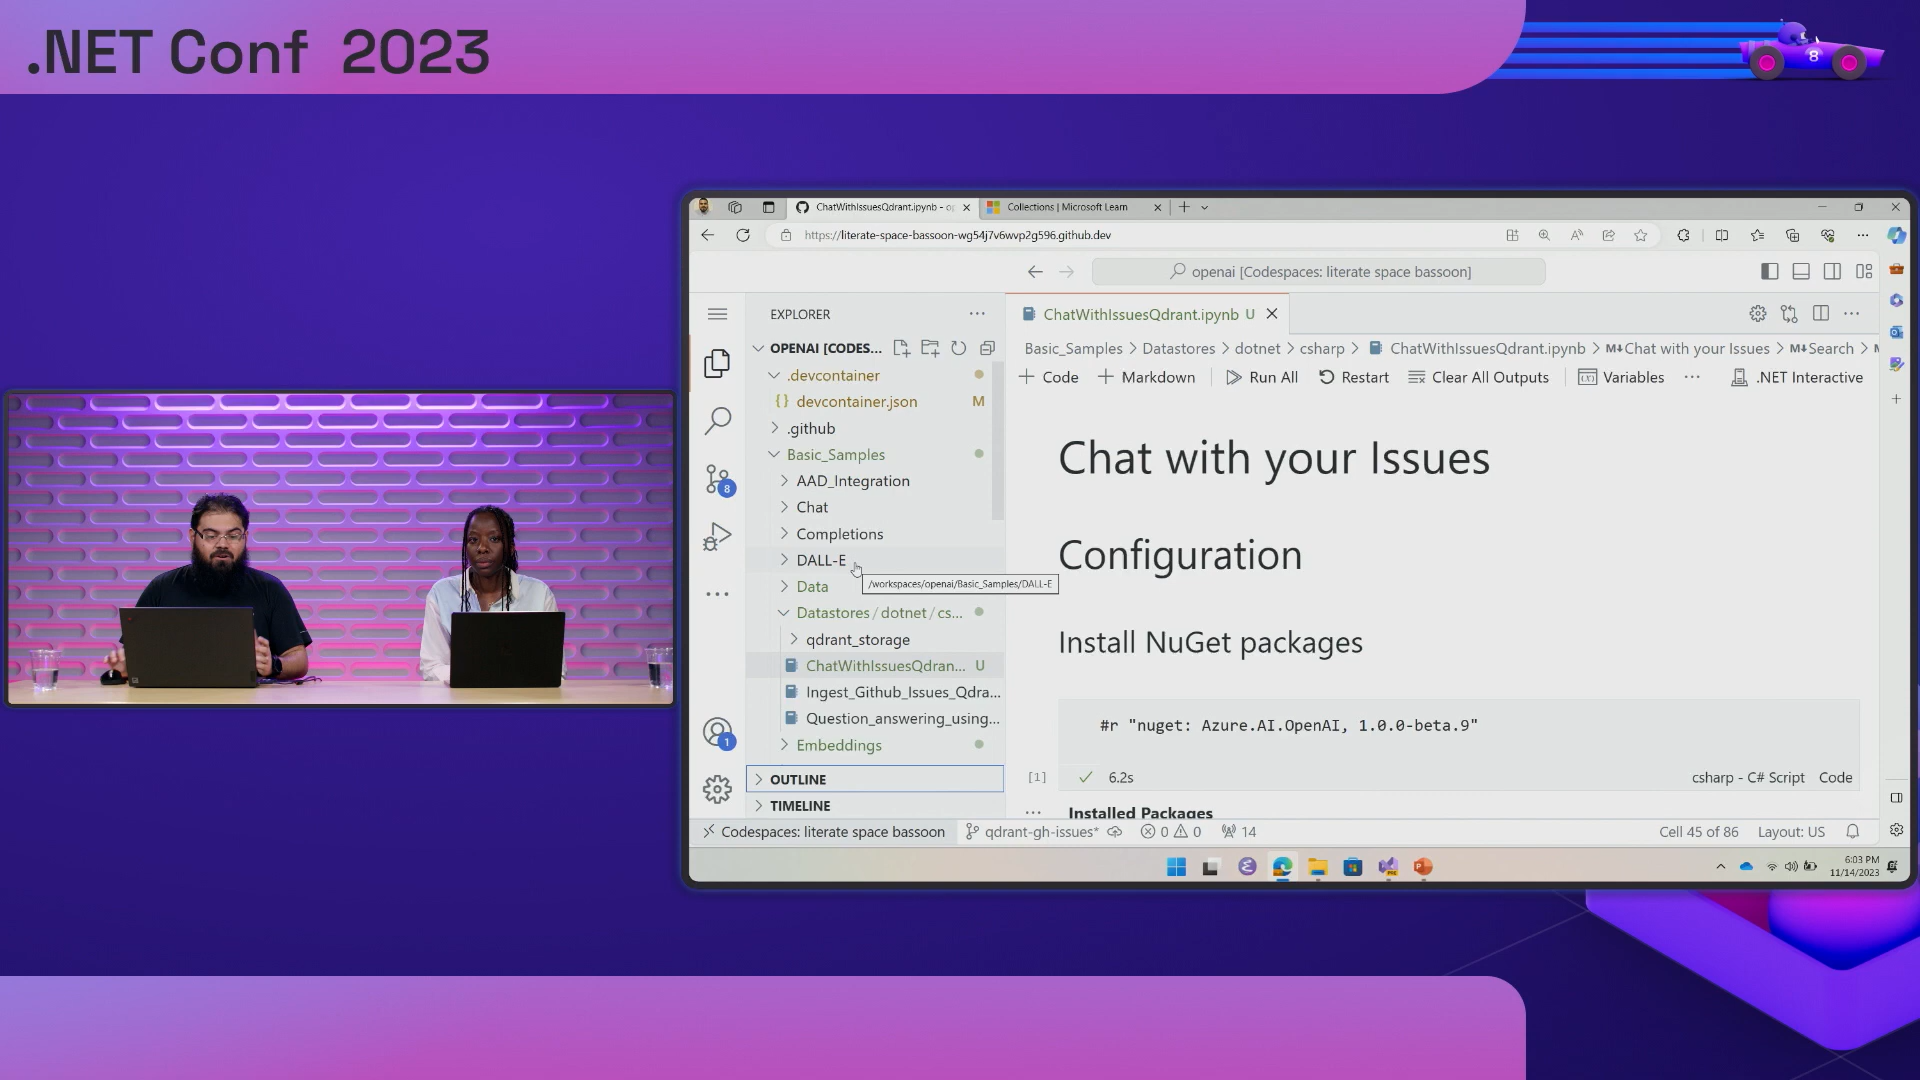 .NET Conf 2023
8
ChatWithIssuesQdrant.ipynb - op
Collections | Microsoft Learn
https://literate-space-bassoon-wg54j7v6wvp2g596.github.dev
openai [Codespaces: literate space bassoon]
EXPLORER
ChatWithIssuesQdrant.ipynb U
OPENAI [CODES...
Basic_Samples > Datastores > dotnet > csharp > ChatWithIssuesQdrant.ipynb > M↓Chat with your Issues > M↓Search >
+ Code + Markdown Run All Restart Clear All Outputs Variables ... .NET Interactive
.devcontainer
{} devcontainer.json M
.github
Basic_Samples
AAD_Integration
Chat
Completions
DALL-E
/workspaces/openai/Basic_Samples/DALL-E
Data
Datastores / dotnet / cs...
qdrant_storage
ChatWithIssuesQdran... U
Ingest_Github_Issues_Qdra...
Question_answering_using...
Embeddings
OUTLINE
TIMELINE
8
1
Chat with your Issues
Configuration
Install NuGet packages
#r "nuget: Azure.AI.OpenAI, 1.0.0-beta.9"
[1] 6.2s csharp - C# Script Code
... Installed Packages
Codespaces: literate space bassoon qdrant-gh-issues* 0 0 14 Cell 45 of 86 Layout: US
6:03 PM
11/14/2023